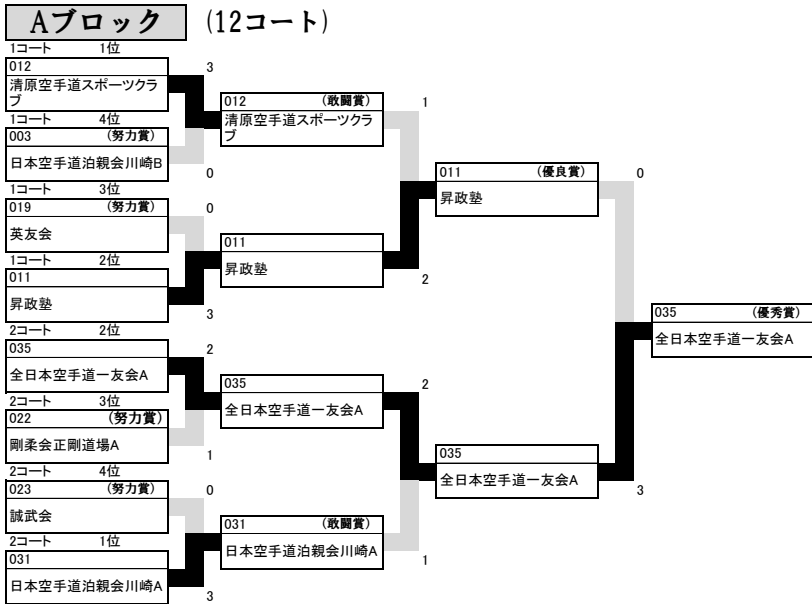 Aブロック (12コート)
1コート 1位
012
清原空手道スポーツクラ
ブ
3
1コート 4位
003 (努力賞)
日本空手道泊親会川崎B
0
012 (敢闘賞)
清原空手道スポーツクラ
ブ
1
1コート 3位
019 (努力賞)
英友会
0
1コート 2位
011
昇政塾
3
011
昇政塾
2
011 (優良賞)
昇政塾
0
2コート 2位
035
全日本空手道一友会A
2
2コート 3位
022 (努力賞)
剛柔会正剛道場A
1
035
全日本空手道一友会A
2
2コート 4位
023 (努力賞)
誠武会
0
2コート 1位
031
日本空手道泊親会川崎A
3
031 (敢闘賞)
日本空手道泊親会川崎A
1
035
全日本空手道一友会A
3
035 (優秀賞)
全日本空手道一友会A